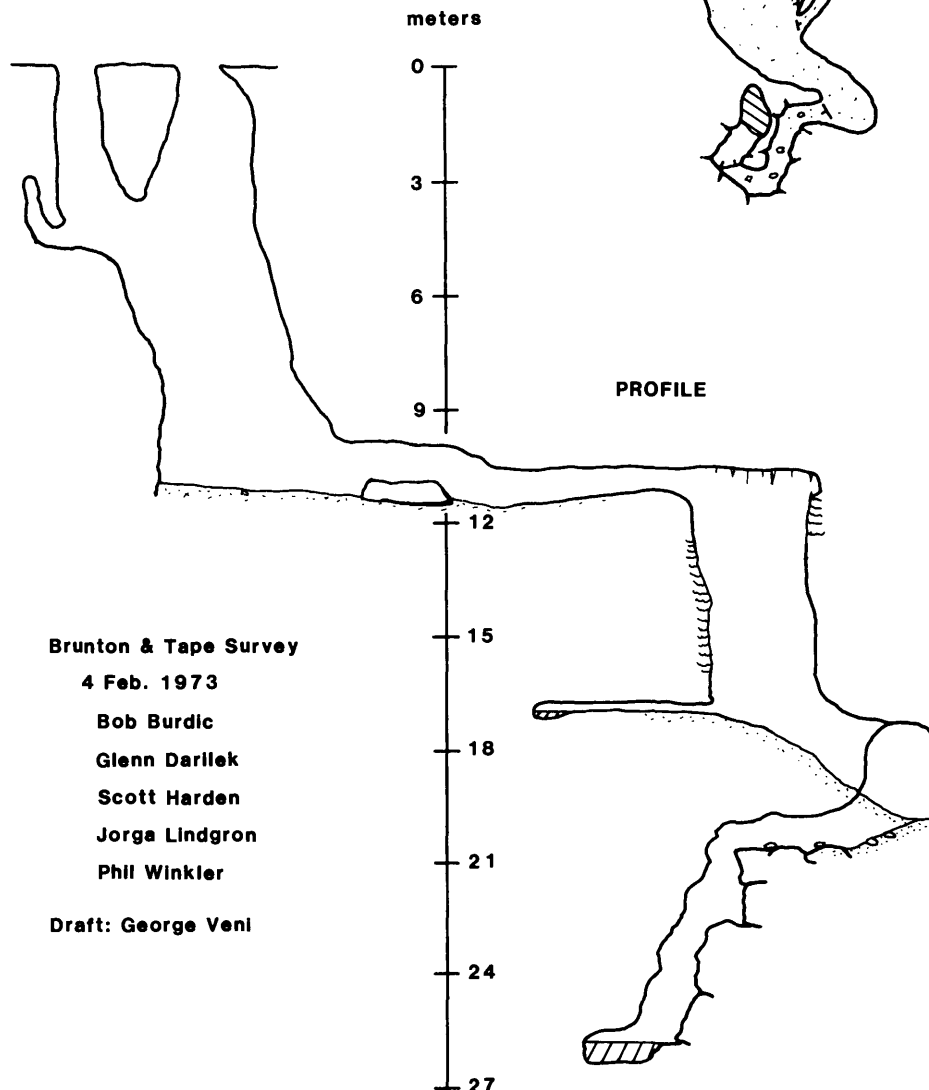 meters
0
3
6
PROFILE
9
12
15
Brunton & Tape Survey
4 Feb. 1973
Bob Burdic
Glenn Darilek
18
Scott Harden
Jorga Lindgron
21
Phil Winkler
Draft: George Veni
24
27